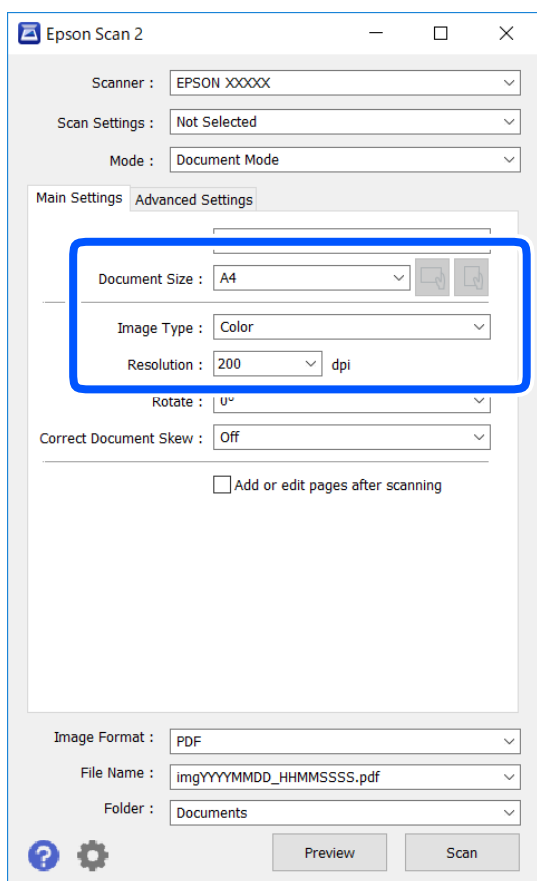 Epson Scan 2
Scanner : EPSON XXXXX
Scan Settings : Not Selected
Mode : Document Mode
Main Settings Advanced Settings
Document Size : A4
Image Type : Color
Resolution : 200 dpi
Rotate : 0º
Correct Document Skew : Off
Add or edit pages after scanning
Image Format : PDF
File Name : imgYYYYMMDD_HHMMSSSS.pdf
Folder : Documents
? Preview Scan